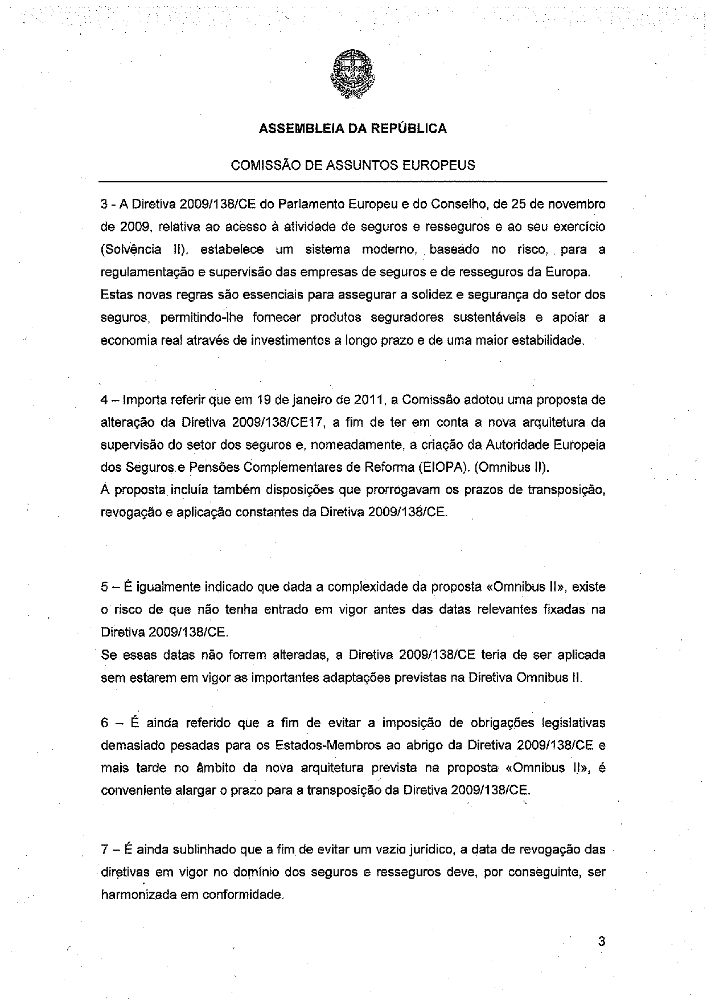 ASSEMBLEIA DA REPÚBLICA
COMISSÃO DE ASSUNTOS EUROPEUS
3 - A Diretiva 2009/138/CE do Parlamento Europeu e do Conselho, de 25 de novembro
de 2009, relativa ao acesso à atividade de seguros e resseguros e ao seu exercício
(Solvência II), estabelece um sistema moderno, baseado no risco, para a
regulamentação e supervisão das empresas de seguros e de resseguros da Europa.
Estas novas regras são essenciais para assegurar a solidez e segurança do setor dos
seguros, permitindo-lhe fornecer produtos seguradores sustentáveis e apoiar a
economia real através de investimentos a longo prazo e de uma maior estabilidade.
4 – Importa referir que em 19 de janeiro de 2011, a Comissão adotou uma proposta de
alteração da Diretiva 2009/138/CE17, a fim de ter em conta a nova arquitetura da
supervisão do setor dos seguros e, nomeadamente, a criação da Autoridade Europeia
dos Seguros e Pensões Complementares de Reforma (EIOPA). (Omnibus II).
A proposta incluía também disposições que prorrogavam os prazos de transposição,
revogação e aplicação constantes da Diretiva 2009/138/CE.
5 – É igualmente indicado que dada a complexidade da proposta «Omnibus II», existe
o risco de que não tenha entrado em vigor antes das datas relevantes fixadas na
Diretiva 2009/138/CE.
Se essas datas não forrem alteradas, a Diretiva 2009/138/CE teria de ser aplicada
sem estarem em vigor as importantes adaptações previstas na Diretiva Omnibus II.
6 – É ainda referido que a fim de evitar a imposição de obrigações legislativas
demasiado pesadas para os Estados-Membros ao abrigo da Diretiva 2009/138/CE e
mais tarde no âmbito da nova arquitetura prevista na proposta «Omnibus II», é
conveniente alargar o prazo para a transposição da Diretiva 2009/138/CE.
7 – É ainda sublinhado que a fim de evitar um vazio jurídico, a data de revogação das
diretivas em vigor no domínio dos seguros e resseguros deve, por conseguinte, ser
harmonizada em conformidade.
3